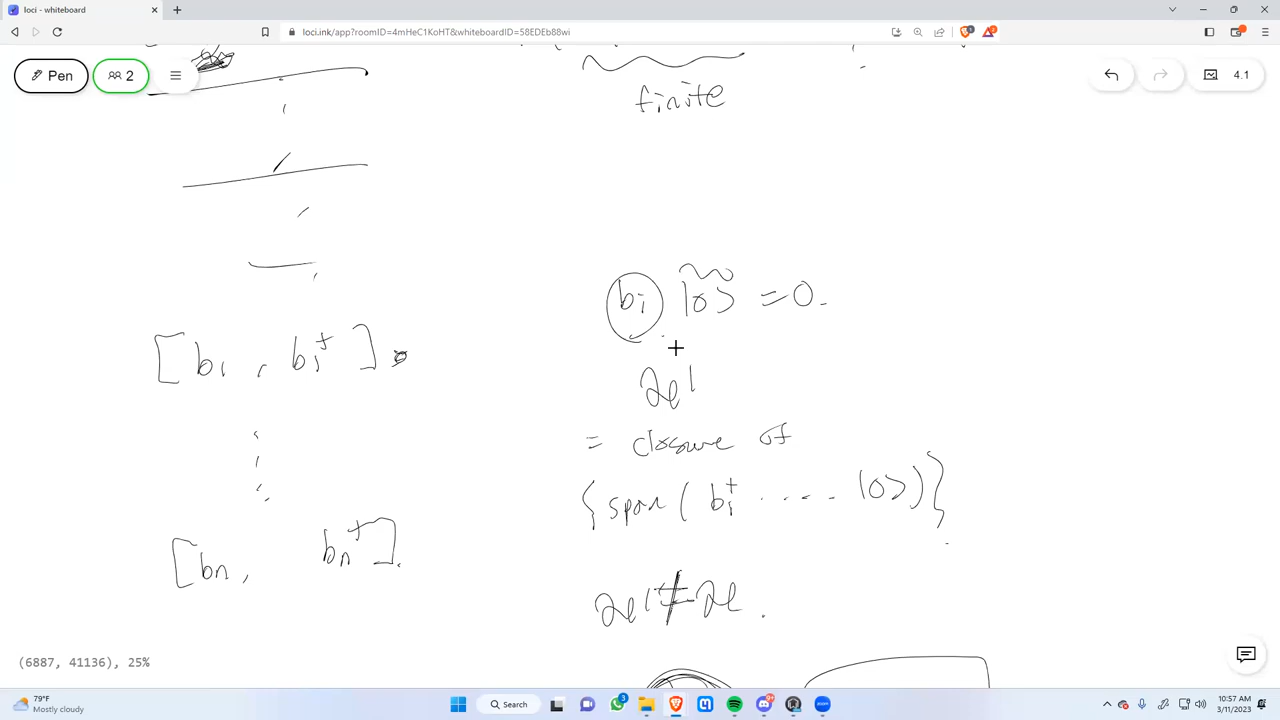 loci - whiteboard
loci.ink/app?roomID=4mHeC1KoHT&whiteboardID=58EDEb88wi
Pen
2
4.1
finite
bᵢ |0> = 0.
[bᵢ , bᵢ†]
ℋ'
= closure of
{span( bᵢ† .... |0>)}
[bn, bn†].
ℋ' ≠ ℋ.
(6887, 41136), 25%
79°F
Mostly cloudy
Search
3
10:57 AM
3/11/2023